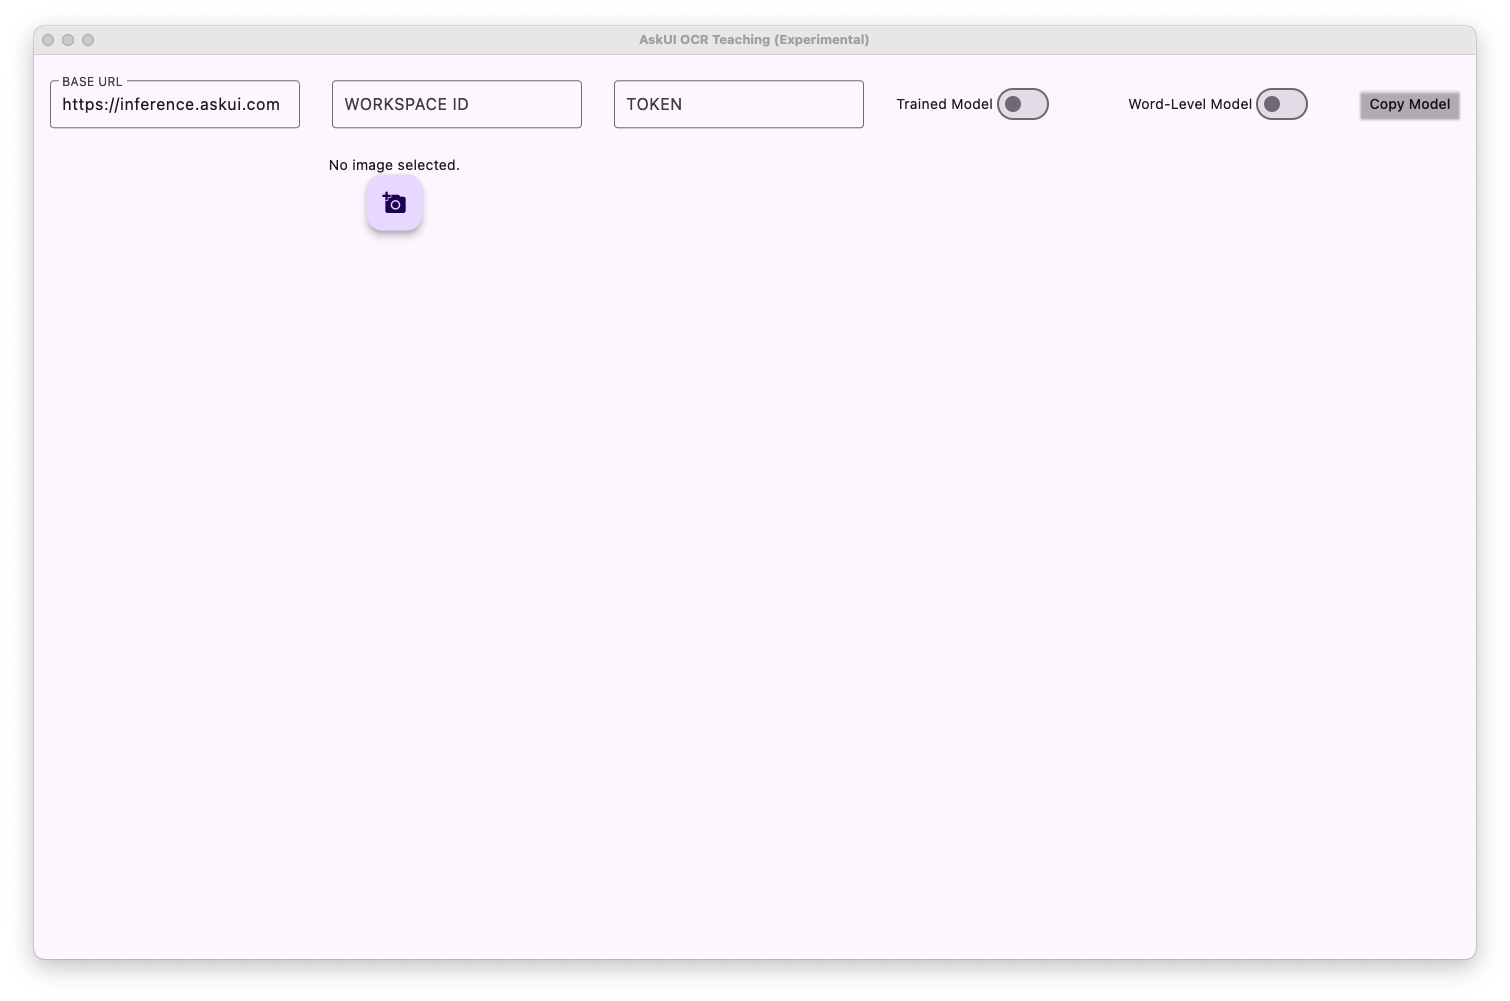 AskUI OCR Teaching (Experimental)
BASE URL
https://inference.askui.com
WORKSPACE ID
TOKEN
Trained Model
Word-Level Model
Copy Model
No image selected.